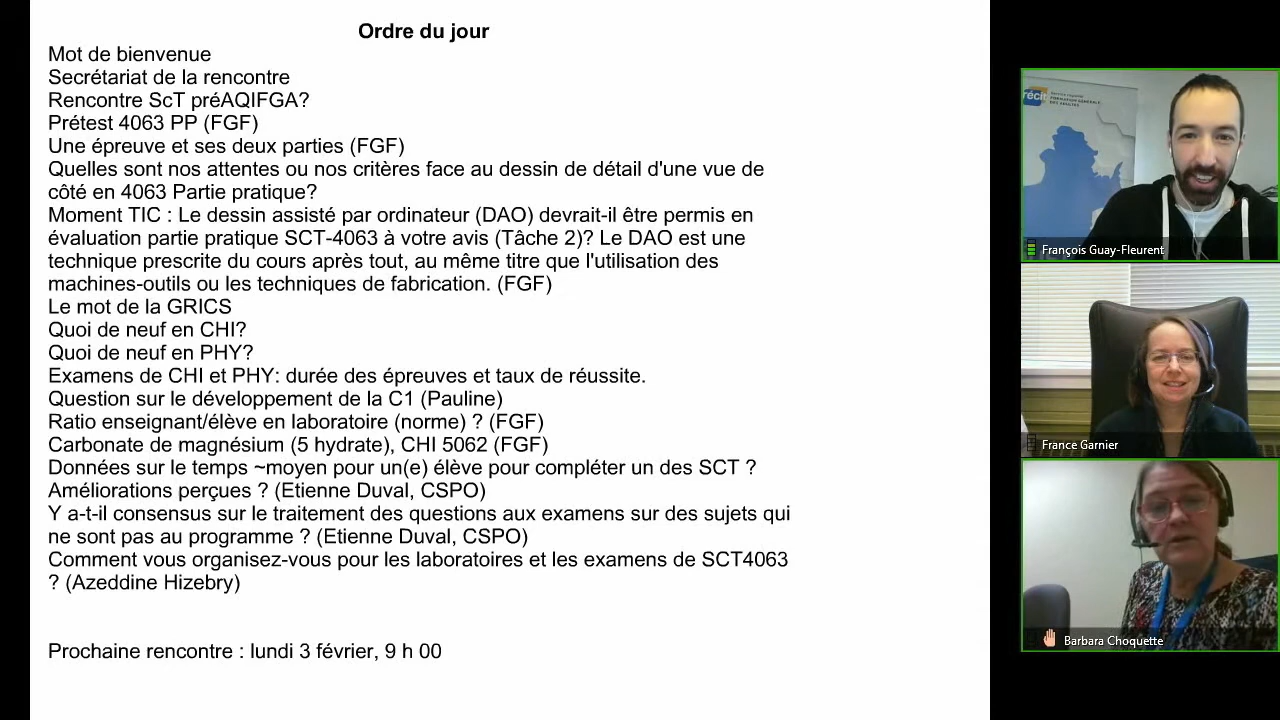 Ordre du jour
Mot de bienvenue
Secrétariat de la rencontre
Rencontre ScT préAQIFGA?
Prétest 4063 PP (FGF)
Une épreuve et ses deux parties (FGF)
Quelles sont nos attentes ou nos critères face au dessin de détail d'une vue de
côté en 4063 Partie pratique?
Moment TIC : Le dessin assisté par ordinateur (DAO) devrait-il être permis en
évaluation partie pratique SCT-4063 à votre avis (Tâche 2)? Le DAO est une
technique prescrite du cours après tout, au même titre que l'utilisation des
machines-outils ou les techniques de fabrication. (FGF)
Le mot de la GRICS
Quoi de neuf en CHI?
Quoi de neuf en PHY?
Examens de CHI et PHY: durée des épreuves et taux de réussite.
Question sur le développement de la C1 (Pauline)
Ratio enseignant/élève en laboratoire (norme) ? (FGF)
Carbonate de magnésium (5 hydrate), CHI 5062 (FGF)
Données sur le temps ~moyen pour un(e) élève pour compléter un des SCT ?
Améliorations perçues ? (Etienne Duval, CSPO)
Y a-t-il consensus sur le traitement des questions aux examens sur des sujets qui
ne sont pas au programme ? (Etienne Duval, CSPO)
Comment vous organisez-vous pour les laboratoires et les examens de SCT4063
? (Azeddine Hizebry)
Prochaine rencontre : lundi 3 février, 9 h 00
récit
FORMATION GÉNÉRALE
DES ADULTES
François Guay-Fleurent
France Garnier
Barbara Choquette